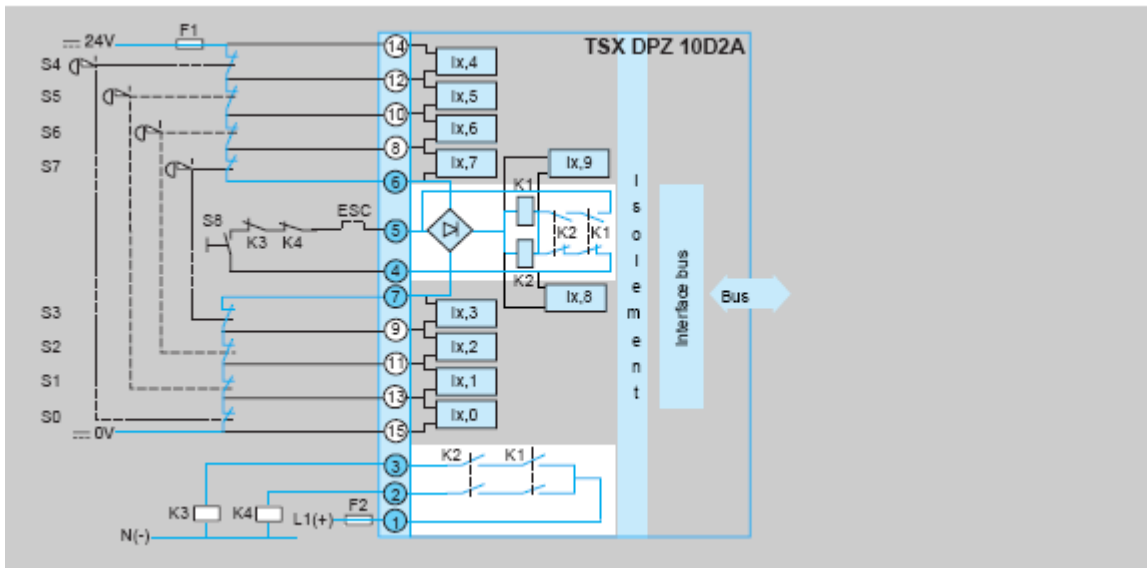 F1
24V
TSX DPZ 10D2A
14
Ix,4
S4
12
Ix,5
S5
10
Ix,6
S6
8
Ix,7
Ix,9
S7
6
K1
ESC
S8
5
K3
K4
K2
K1
4
K2
7
Ix,8
Ix,3
S3
9
Ix,2
S2
11
Ix,1
S1
13
Ix,0
S0
0V
15
Isolement
Interface bus
Bus
K2
K1
3
2
F2
K3
K4
L1(+)
1
N(-)